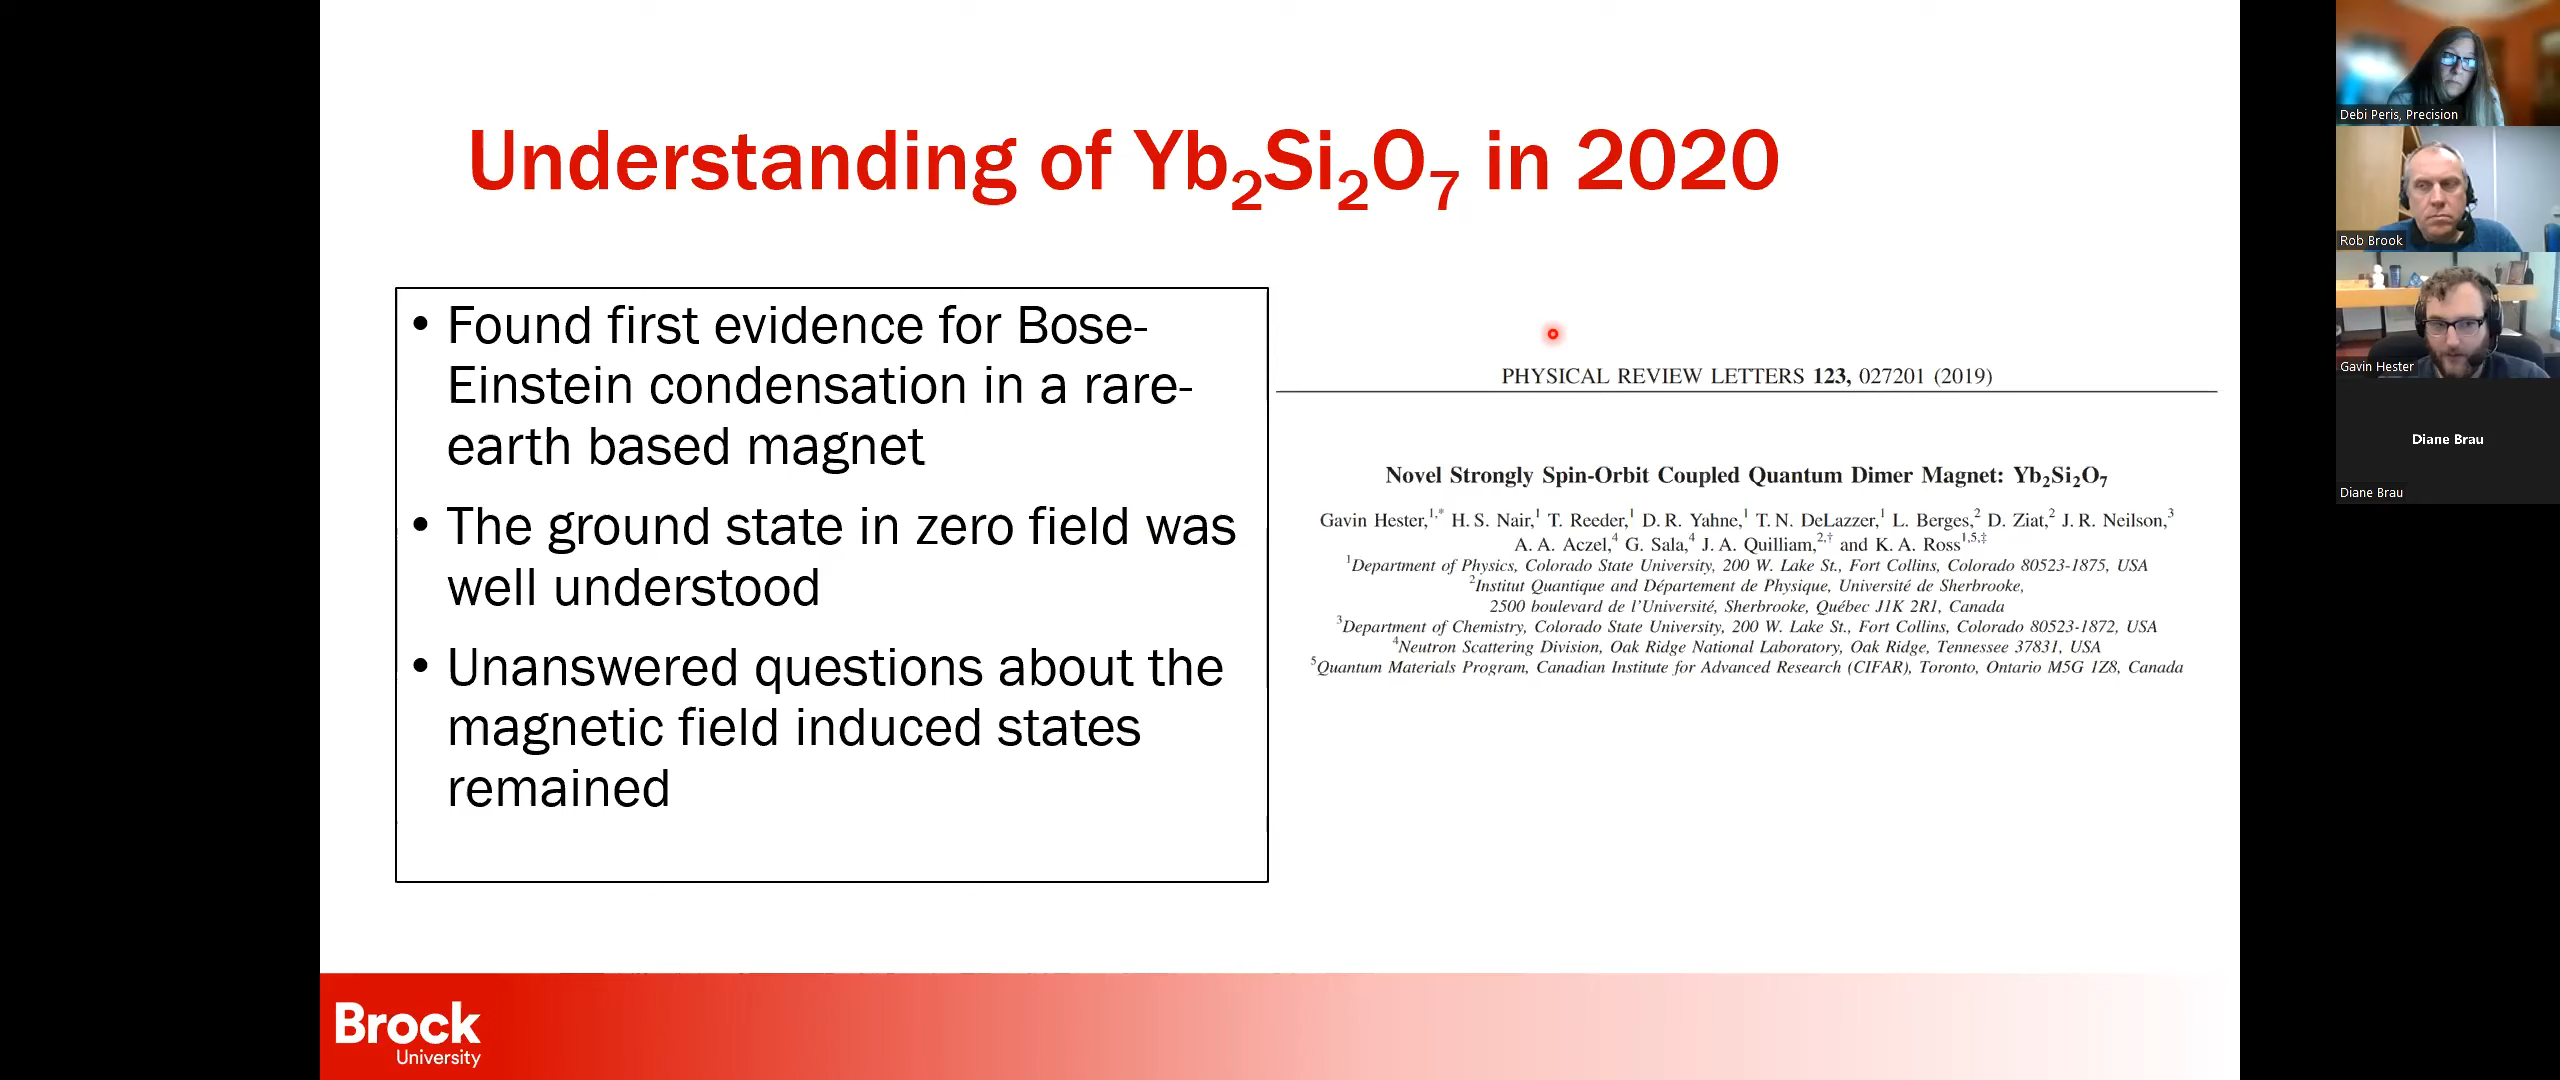 Understanding of Yb₂Si₂O₇ in 2020
• Found first evidence for Bose-
Einstein condensation in a rare-
earth based magnet
• The ground state in zero field was
well understood
• Unanswered questions about the
magnetic field induced states
remained
PHYSICAL REVIEW LETTERS 123, 027201 (2019)
Novel Strongly Spin-Orbit Coupled Quantum Dimer Magnet: Yb₂Si₂O₇
Gavin Hester,¹,* H. S. Nair,¹ T. Reeder,¹ D. R. Yahne,¹ T. N. DeLazzer,¹ L. Berges,² D. Ziat,² J. R. Neilson,³
A. A. Aczel,⁴ G. Sala,⁴ J. A. Quilliam,²,† and K. A. Ross¹,⁵,‡
¹Department of Physics, Colorado State University, 200 W. Lake St., Fort Collins, Colorado 80523-1875, USA
²Institut Quantique and Département de Physique, Université de Sherbrooke,
2500 boulevard de l’Université, Sherbrooke, Québec J1K 2R1, Canada
³Department of Chemistry, Colorado State University, 200 W. Lake St., Fort Collins, Colorado 80523-1872, USA
⁴Neutron Scattering Division, Oak Ridge National Laboratory, Oak Ridge, Tennessee 37831, USA
⁵Quantum Materials Program, Canadian Institute for Advanced Research (CIFAR), Toronto, Ontario M5G 1Z8, Canada
Brock
University
Debi Peris, Precision
Rob Brook
Gavin Hester
Diane Brau
Diane Brau